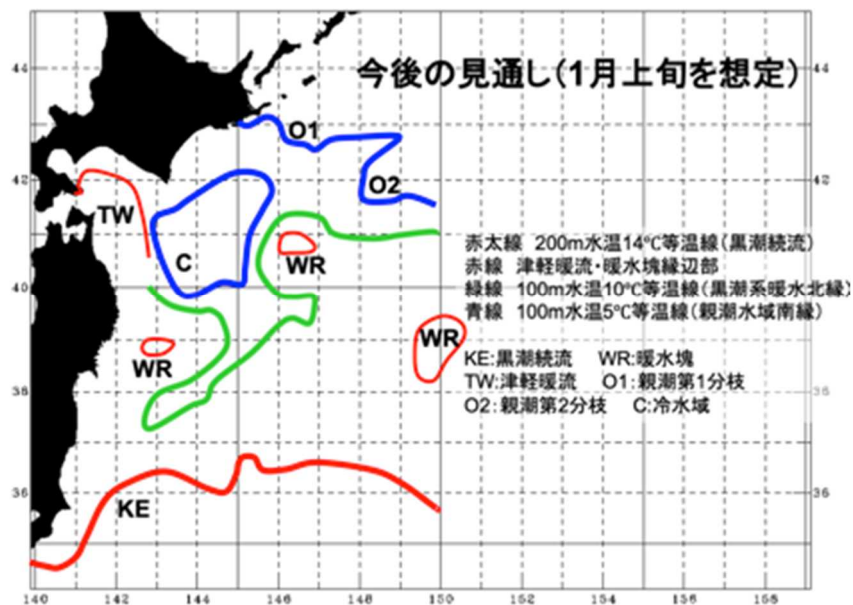 今後の見通し(1月上旬を想定)
44
44
O1
42
O2
42
TW
C
WR
赤太線 200m水温14℃等温線(黒潮続流)
赤線 津軽暖流・暖水塊縁辺部
40
緑線 100m水温10℃等温線(黒潮系暖水北縁)
青線 100m水温5℃等温線(親潮水域南縁)
WR
WR
KE:黒潮続流 WR:暖水塊
TW:津軽暖流 O1:親潮第1分枝
38
O2:親潮第2分枝 C:冷水域
36
36
KE
140 142 144 146 148 150 152 154 156 158